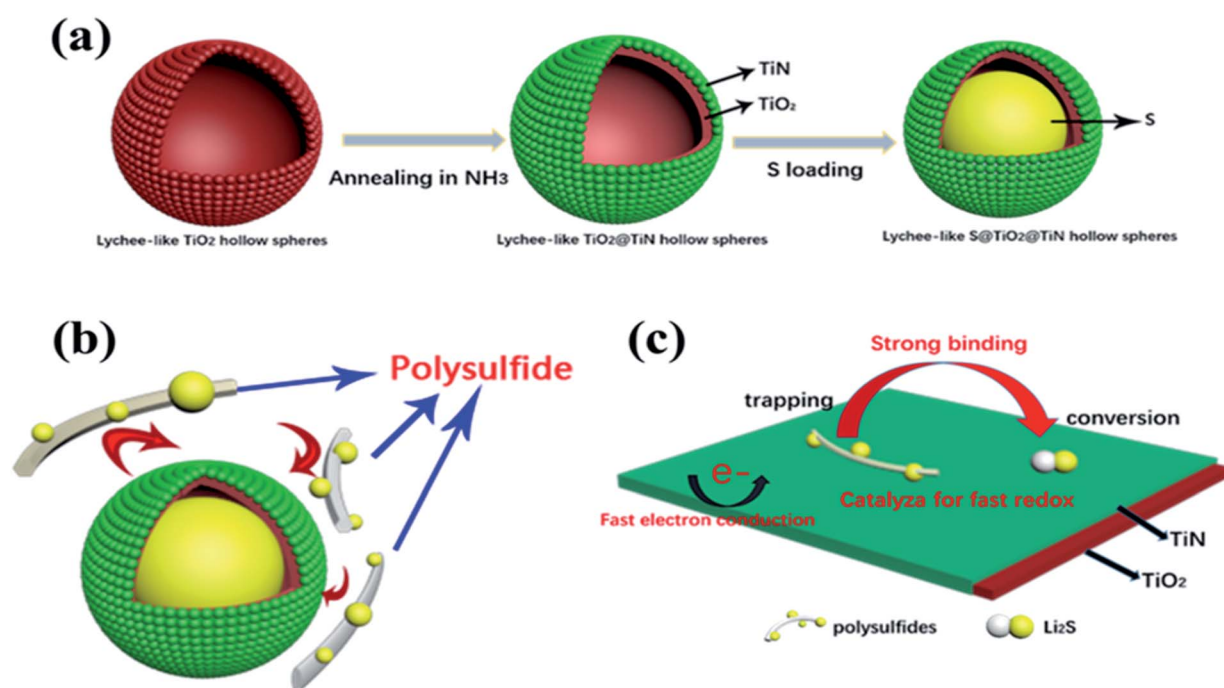 (a)
TiN
TiO2
S
Annealing in NH3
S loading
Lychee-like TiO2 hollow spheres
Lychee-like TiO2@TiN hollow spheres
Lychee-like S@TiO2@TiN hollow spheres
(b)
Polysulfide
(c)
Strong binding
trapping
conversion
e-
Catalyza for fast redox
Fast electron conduction
TiN
TiO2
polysulfides
Li2S